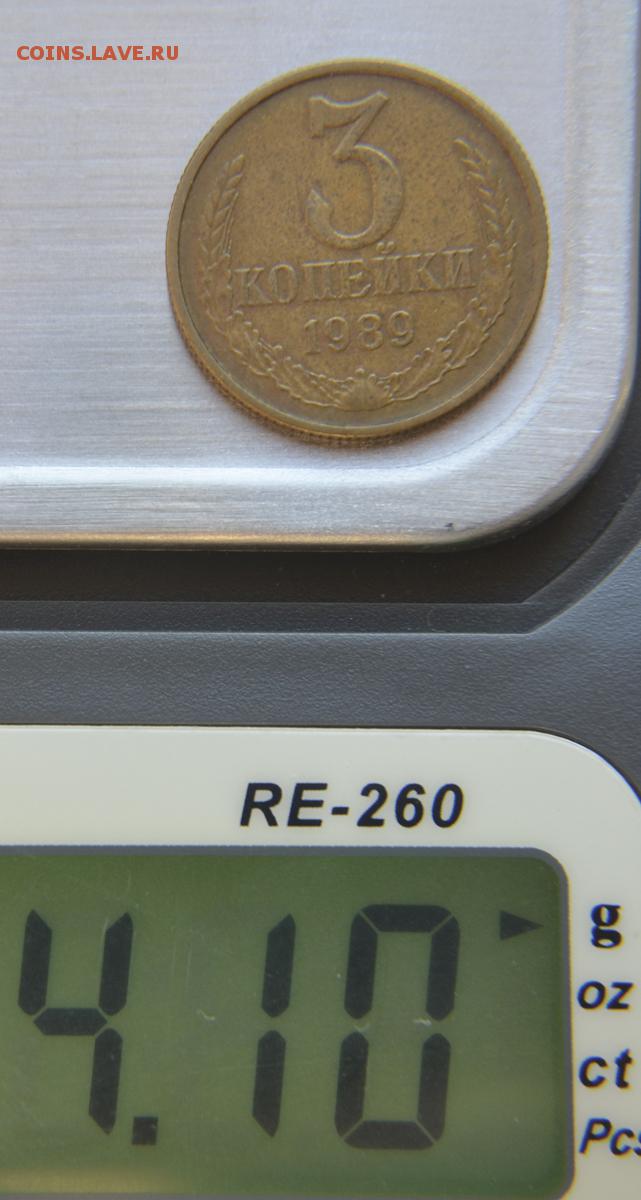 COINS.LAVE.RU
3
КОПЕЙКИ
1989
RE-260
4.10
g
oz
ct
Pcs